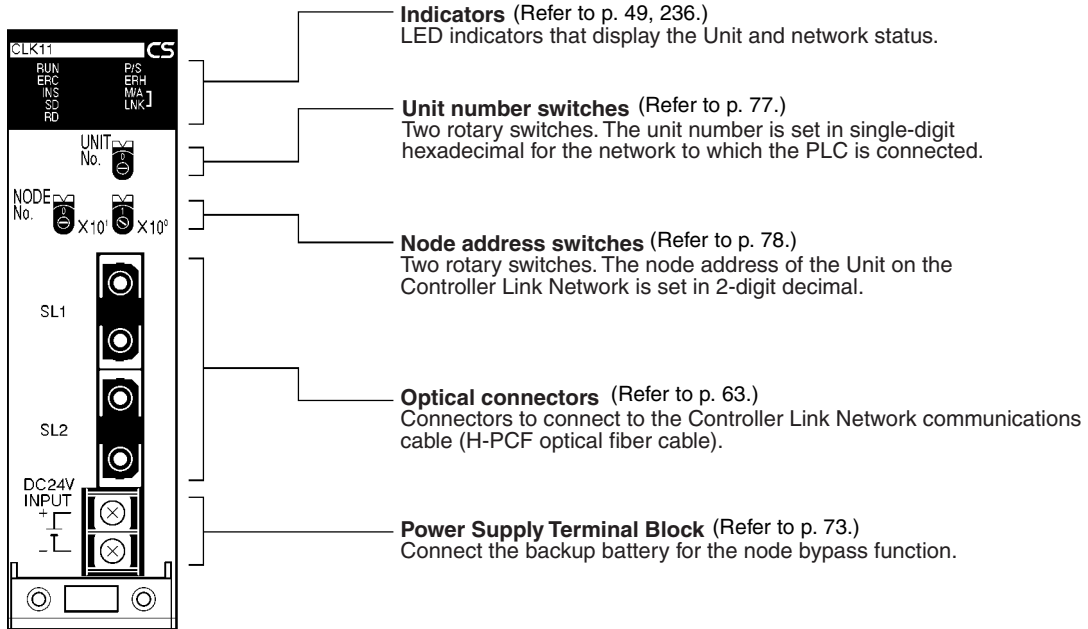 Indicators (Refer to p. 49, 236.)
LED indicators that display the Unit and network status.
CLK11 CS
RUN P/S
ERC ERH
INS M/A
SD LNK
RD
Unit number switches (Refer to p. 77.)
Two rotary switches. The unit number is set in single-digit
hexadecimal for the network to which the PLC is connected.
UNIT
No.
0
NODE
No.
0 X10¹ 1 X10⁰
Node address switches (Refer to p. 78.)
Two rotary switches. The node address of the Unit on the
Controller Link Network is set in 2-digit decimal.
SL1
Optical connectors (Refer to p. 63.)
Connectors to connect to the Controller Link Network communications
cable (H-PCF optical fiber cable).
SL2
DC24V
INPUT
+
-
Power Supply Terminal Block (Refer to p. 73.)
Connect the backup battery for the node bypass function.